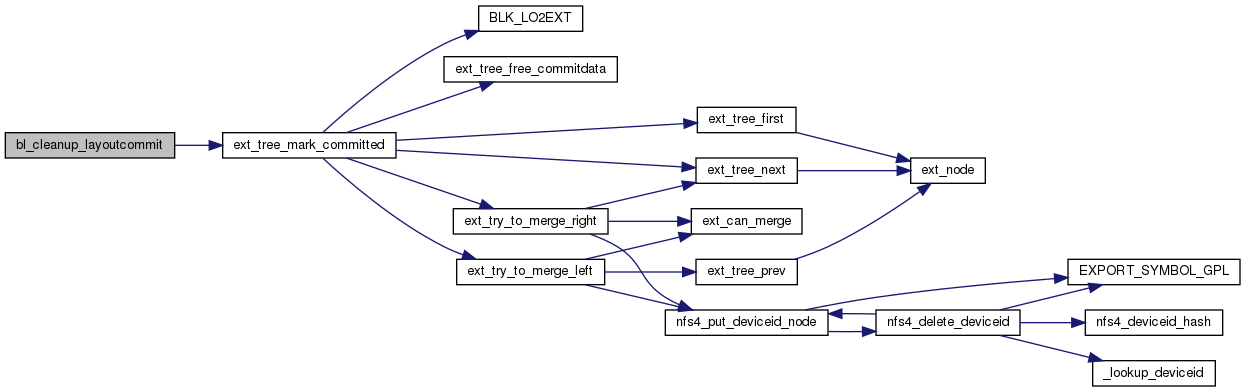 BLK_LO2EXT
ext_tree_free_commitdata
ext_tree_first
bl_cleanup_layoutcommit
ext_tree_mark_committed
ext_tree_next
ext_node
ext_try_to_merge_right
ext_can_merge
ext_try_to_merge_left
ext_tree_prev
EXPORT_SYMBOL_GPL
nfs4_put_deviceid_node
nfs4_delete_deviceid
nfs4_deviceid_hash
_lookup_deviceid